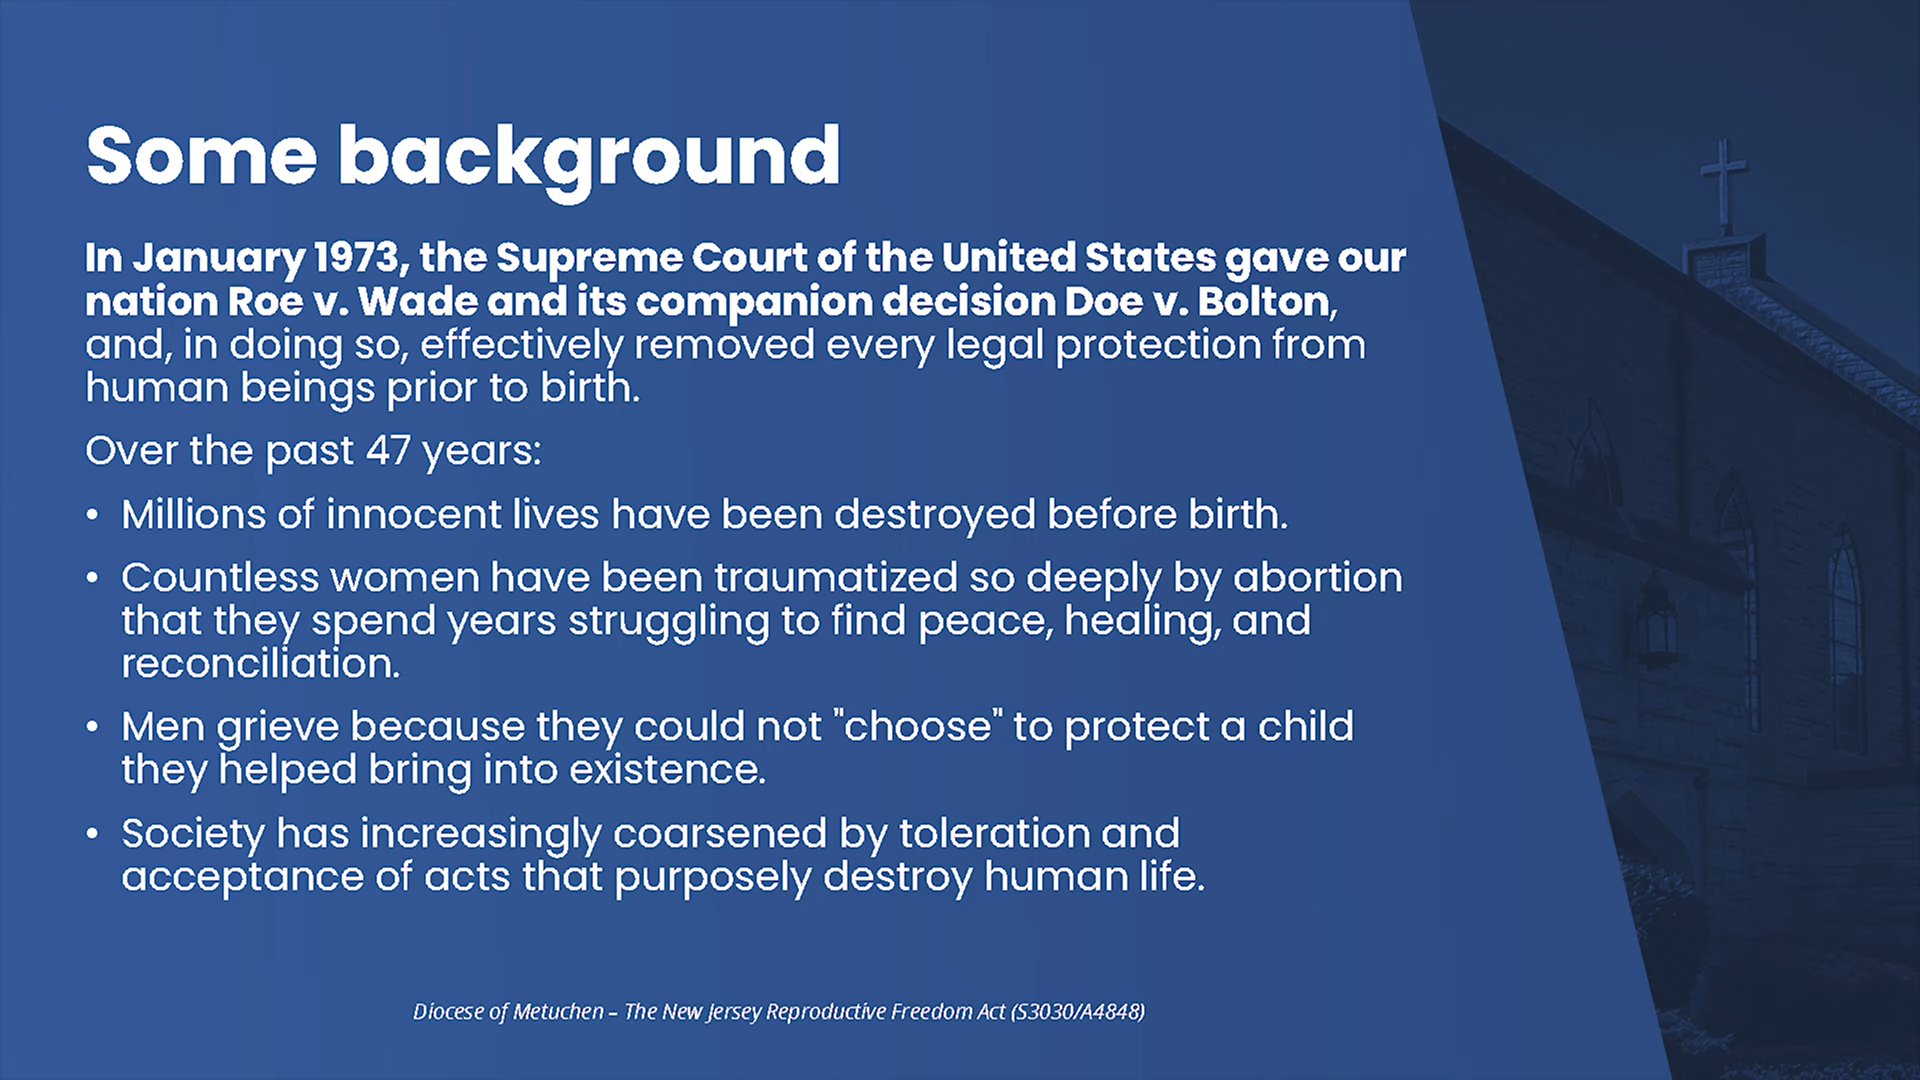 Some background
In January 1973, the Supreme Court of the United States gave our
nation Roe v. Wade and its companion decision Doe v. Bolton,
and, in doing so, effectively removed every legal protection from
human beings prior to birth.
Over the past 47 years:
• Millions of innocent lives have been destroyed before birth.
• Countless women have been traumatized so deeply by abortion
that they spend years struggling to find peace, healing, and
reconciliation.
• Men grieve because they could not "choose" to protect a child
they helped bring into existence.
• Society has increasingly coarsened by toleration and
acceptance of acts that purposely destroy human life.
Diocese of Metuchen – The New Jersey Reproductive Freedom Act (S3030/A4848)